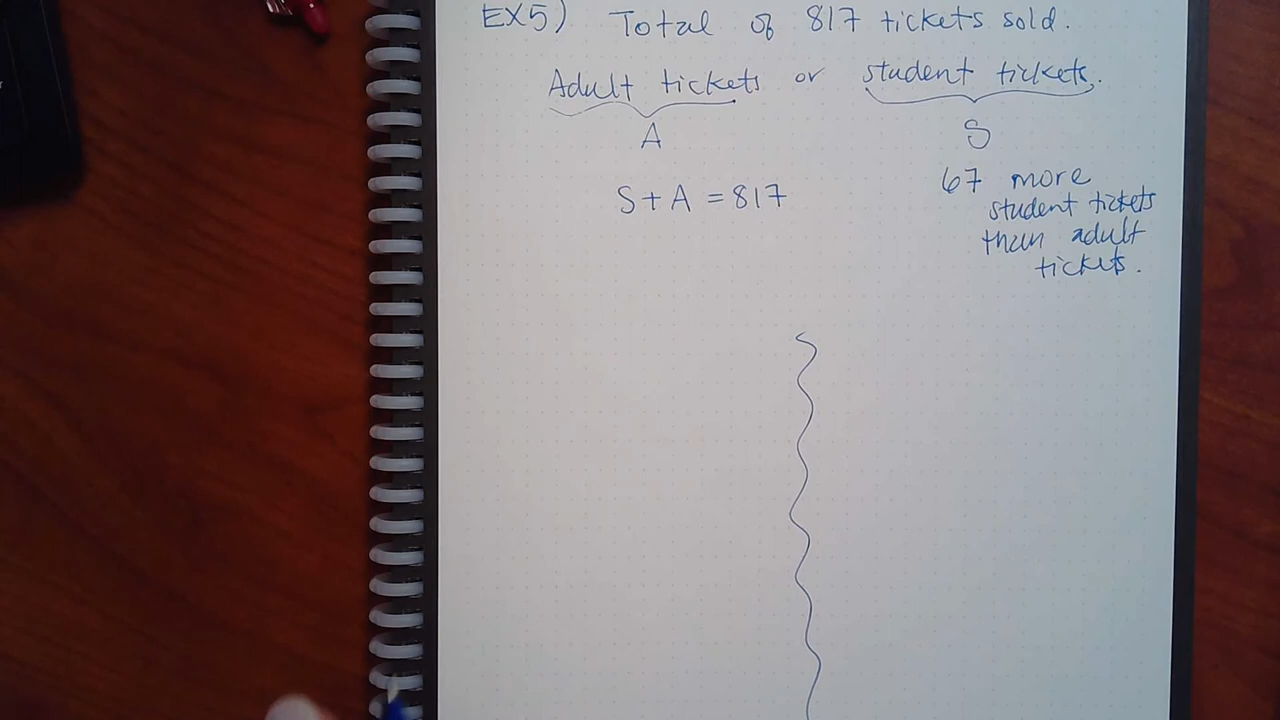 EX5) Total of 817 tickets sold.
Adult tickets or student tickets.
A S
S + A = 817
67 more
student tickets
than adult
tickets.